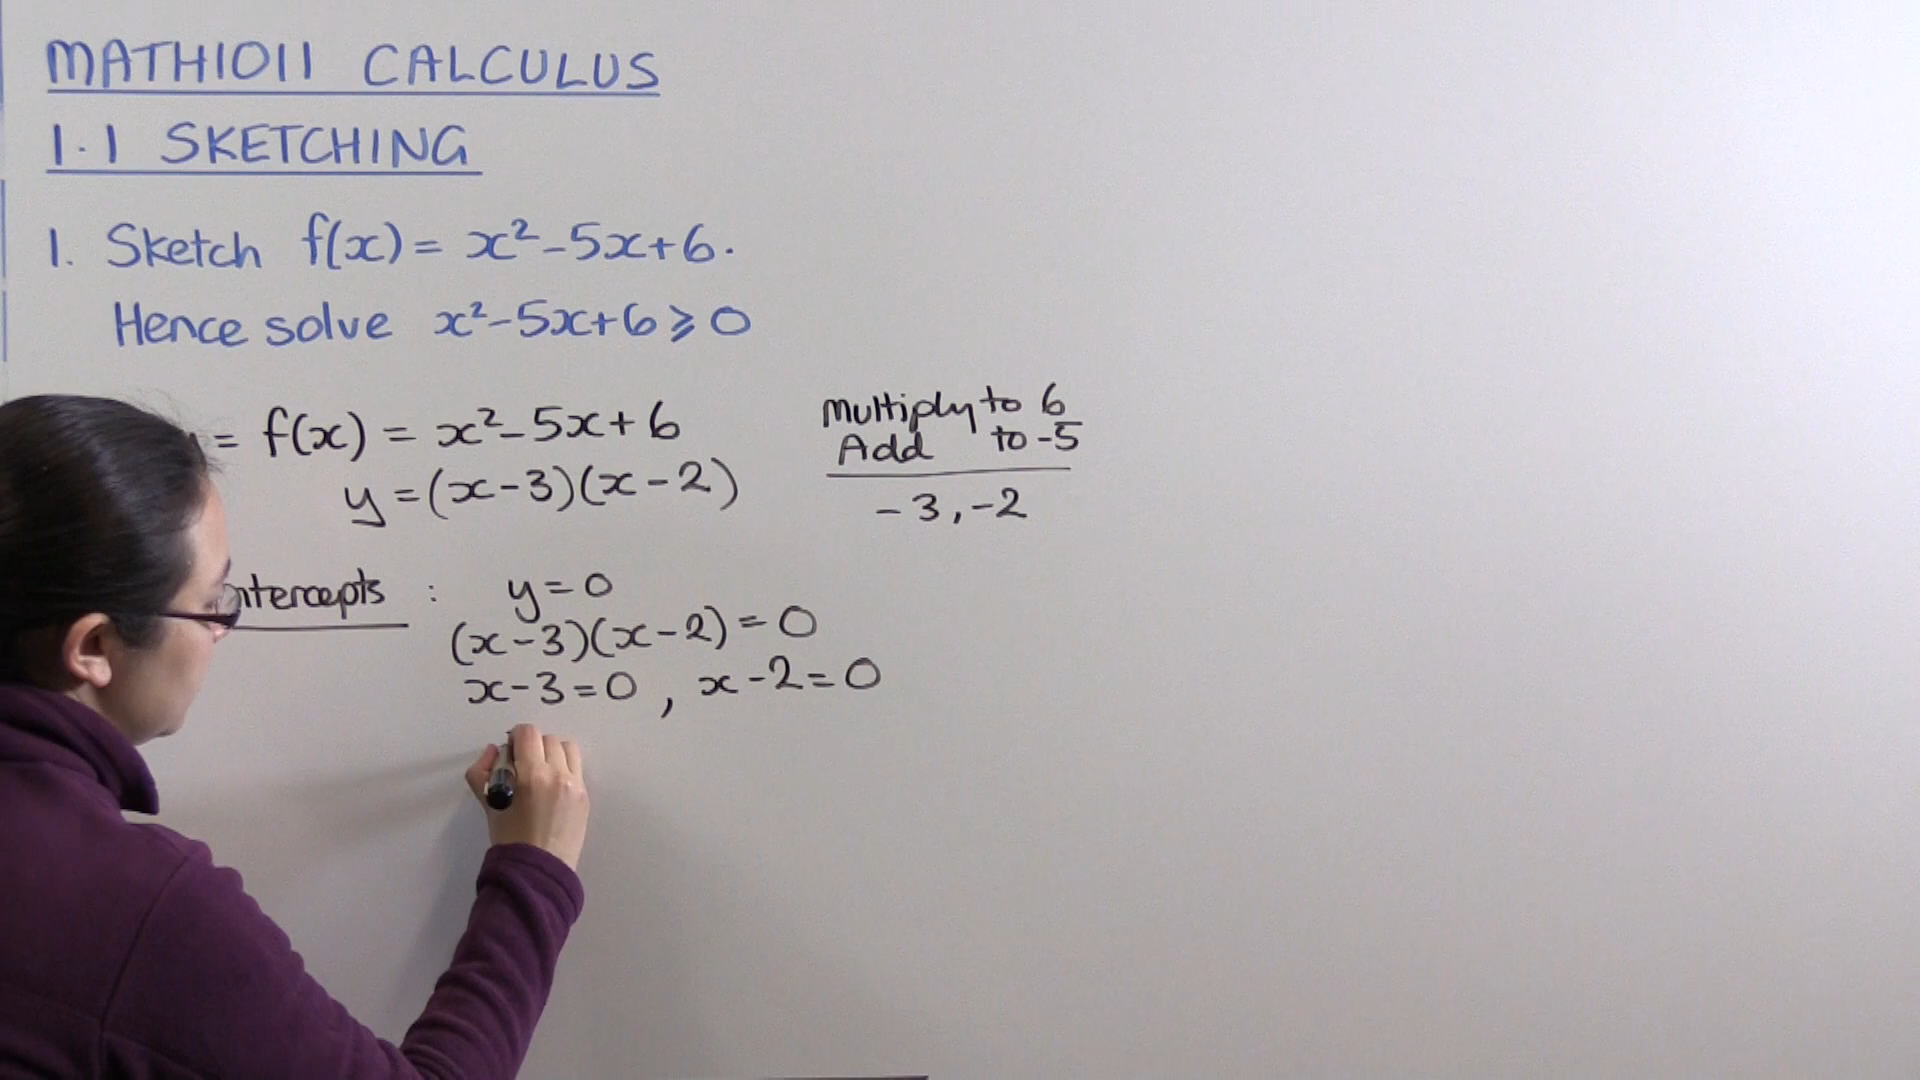 MATH1011 CALCULUS
1.1 SKETCHING
1. Sketch f(x) = x²-5x+6.
Hence solve x²-5x+6 ⩾ 0
= f(x) = x²-5x+6
y = (x-3)(x-2)
Multiply to 6
Add to -5
-3, -2
ntercepts : y = 0
(x-3)(x-2) = 0
x-3=0, x-2=0